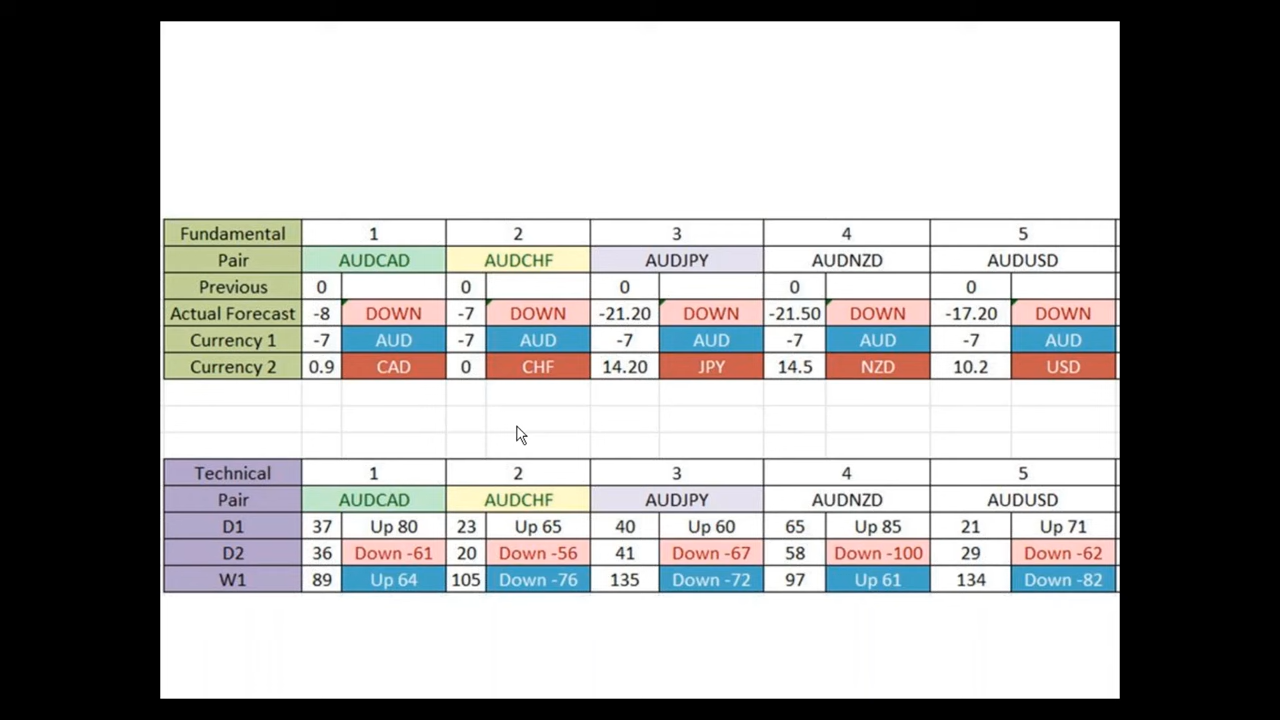 Fundamental 1 2 3 4 5
Pair AUDCAD AUDCHF AUDJPY AUDNZD AUDUSD
Previous 0 0 0 0 0
Actual Forecast -8 DOWN -7 DOWN -21.20 DOWN -21.50 DOWN -17.20 DOWN
Currency 1 -7 AUD -7 AUD -7 AUD -7 AUD -7 AUD
Currency 2 0.9 CAD 0 CHF 14.20 JPY 14.5 NZD 10.2 USD
Technical 1 2 3 4 5
Pair AUDCAD AUDCHF AUDJPY AUDNZD AUDUSD
D1 37 Up 80 23 Up 65 40 Up 60 65 Up 85 21 Up 71
D2 36 Down -61 20 Down -56 41 Down -67 58 Down -100 29 Down -62
W1 89 Up 64 105 Down -76 135 Down -72 97 Up 61 134 Down -82